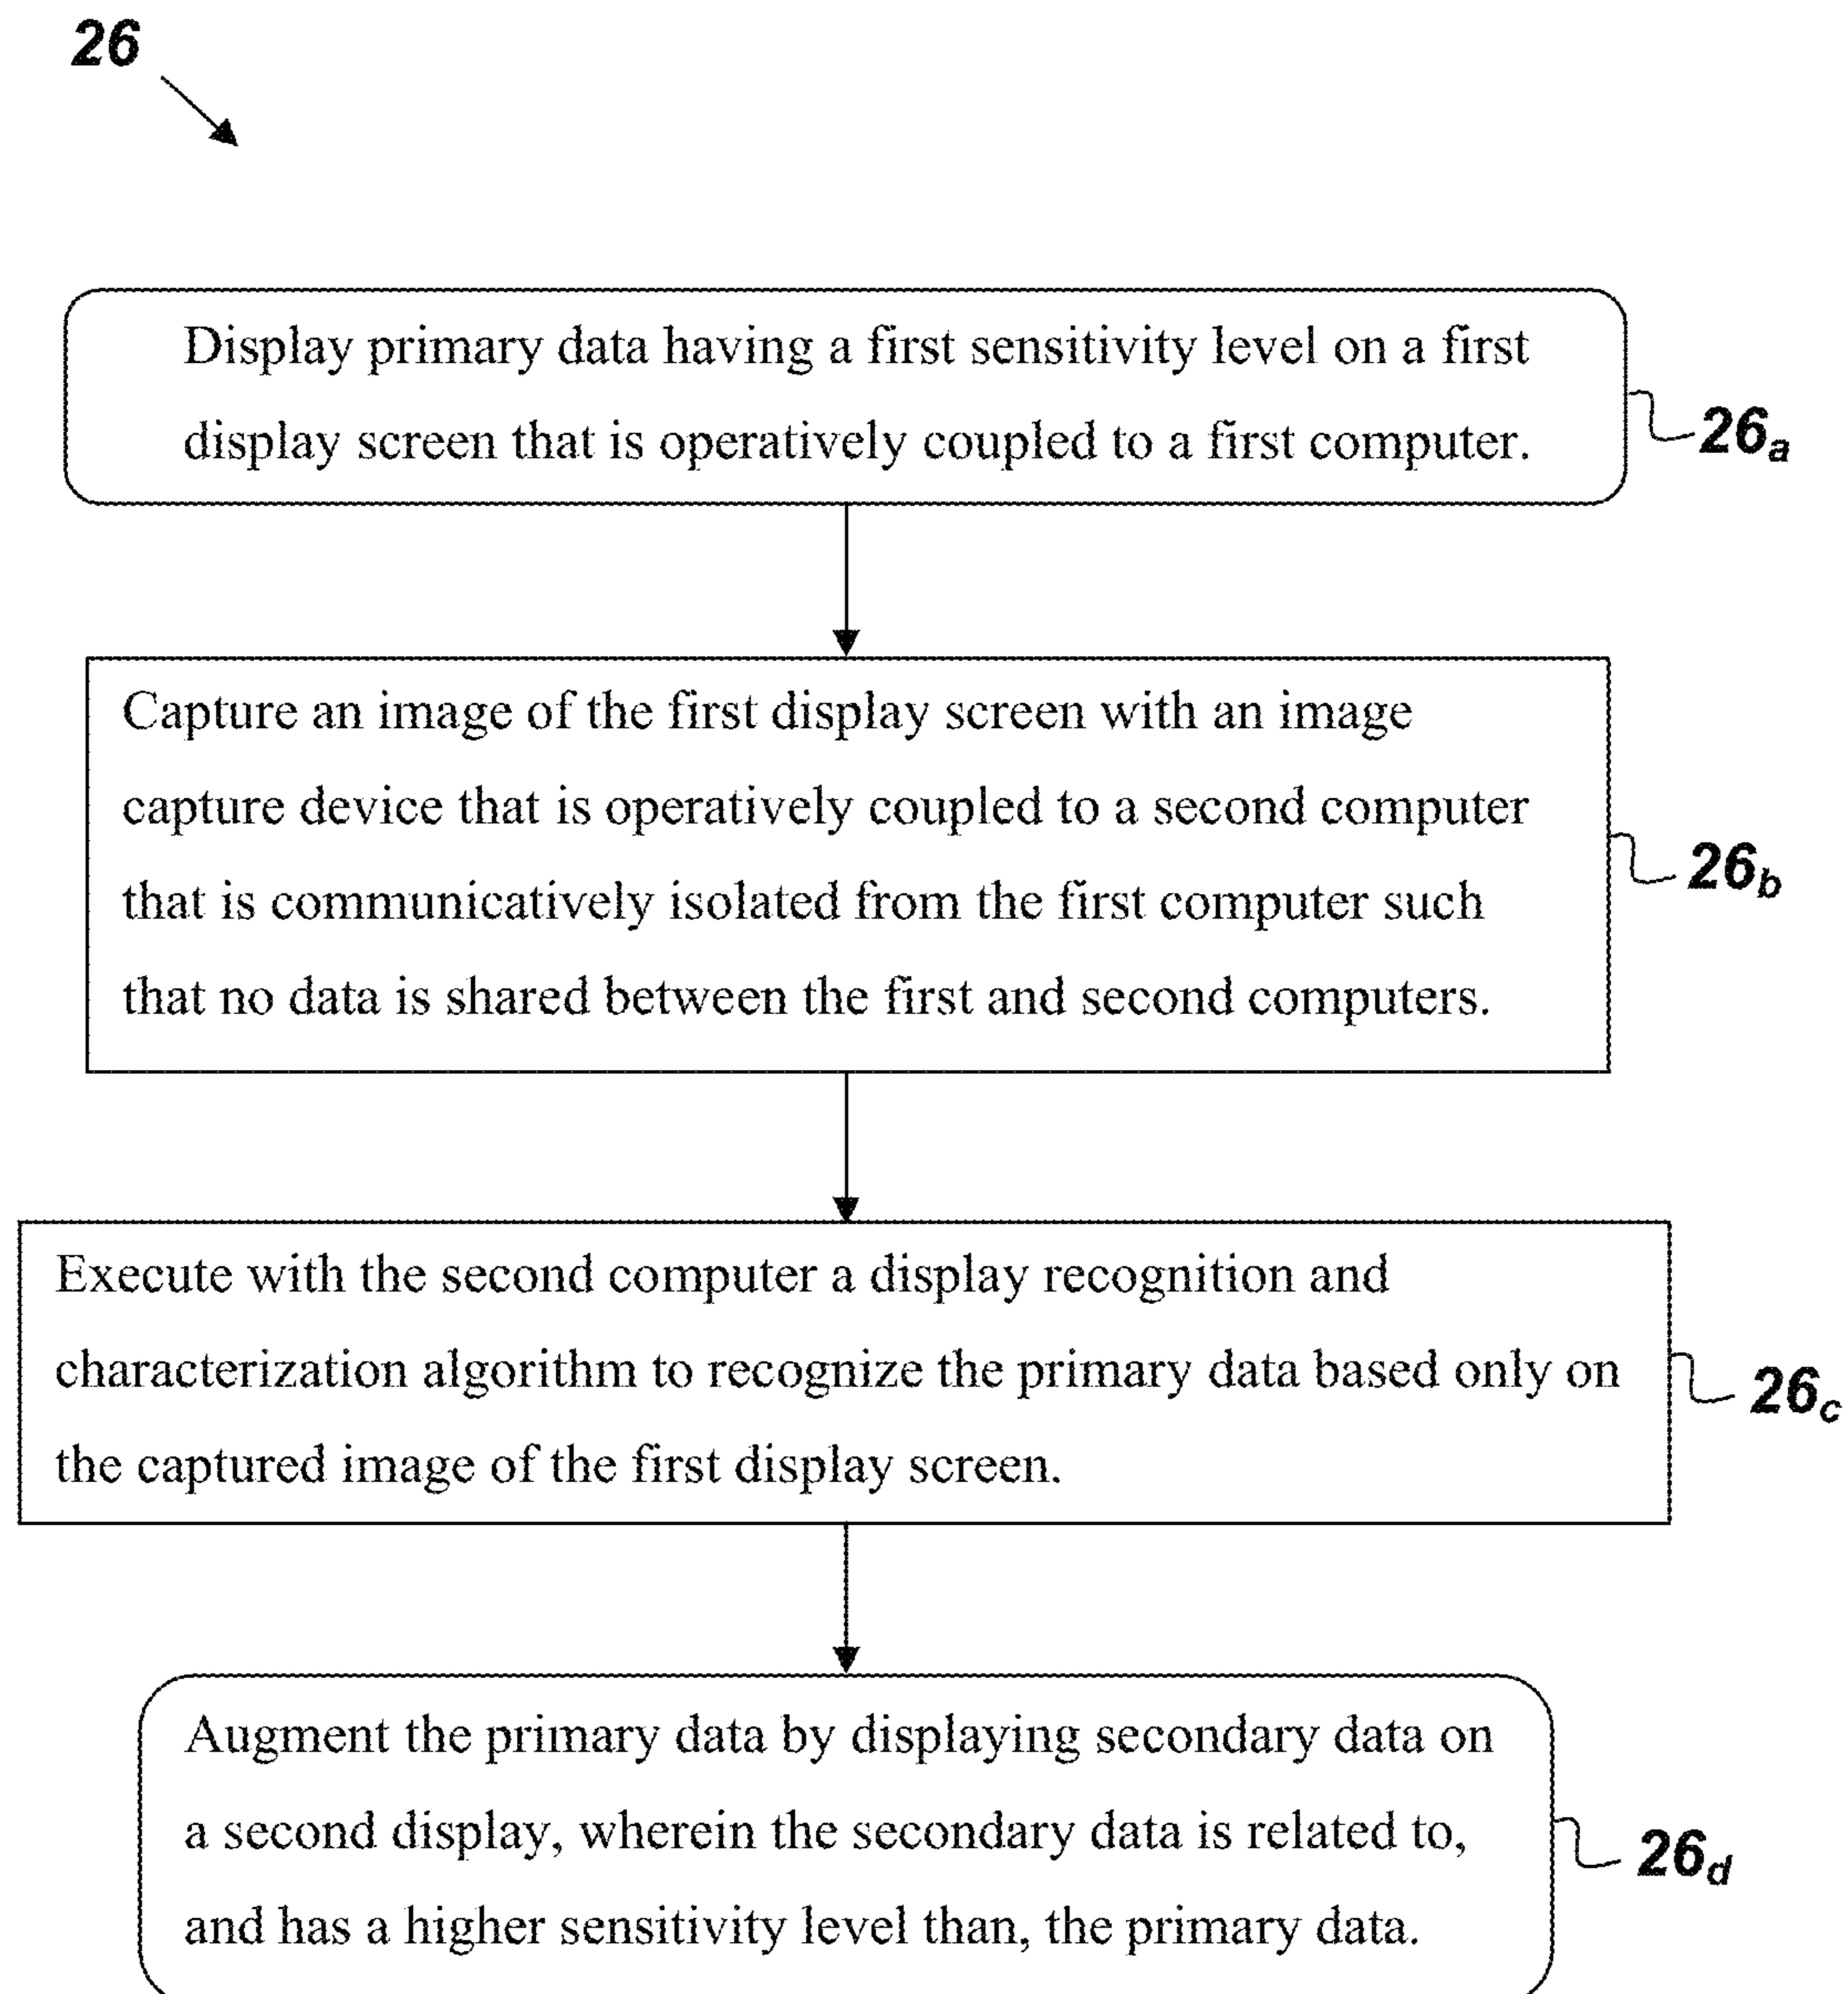 26
Display primary data having a first sensitivity level on a first
display screen that is operatively coupled to a first computer.
26a
Capture an image of the first display screen with an image
capture device that is operatively coupled to a second computer
that is communicatively isolated from the first computer such
that no data is shared between the first and second computers.
26b
Execute with the second computer a display recognition and
characterization algorithm to recognize the primary data based only on
the captured image of the first display screen.
26c
Augment the primary data by displaying secondary data on
a second display, wherein the secondary data is related to,
and has a higher sensitivity level than, the primary data.
26d